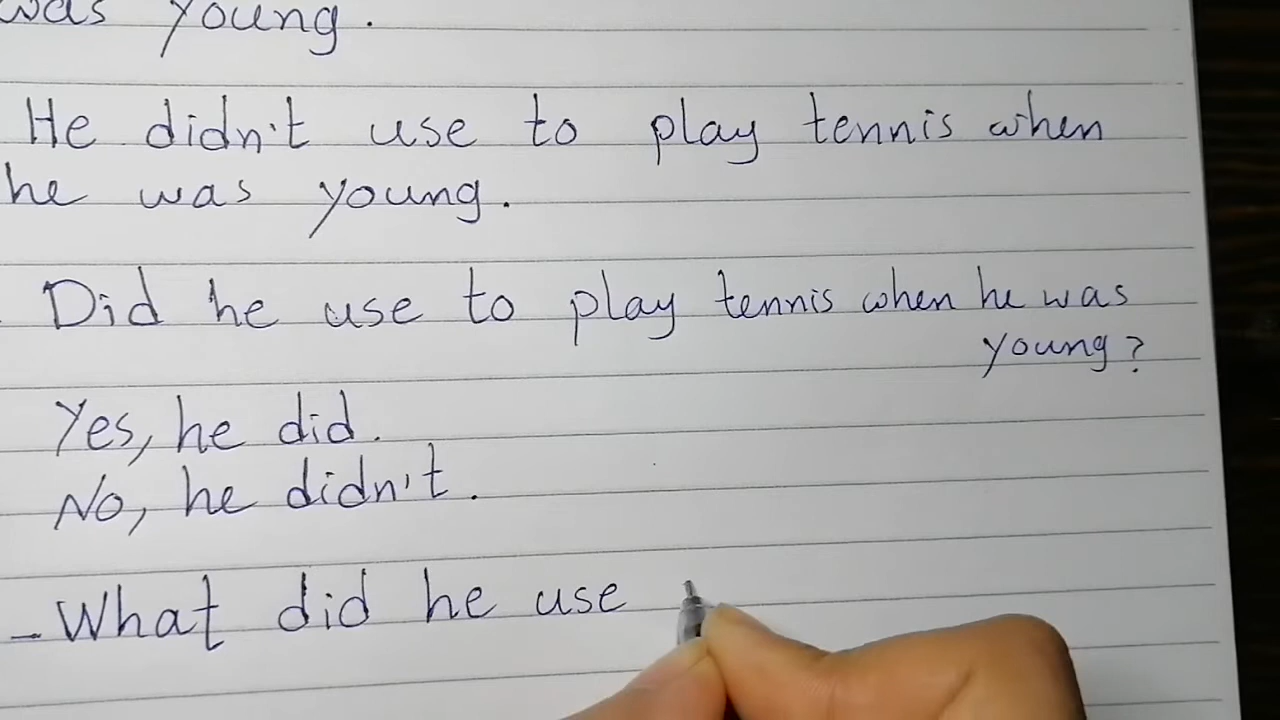 was young.
He didn't use to play tennis when
he was young.
Did he use to play tennis when he was
young?
Yes, he did.
No, he didn't.
- What did he use